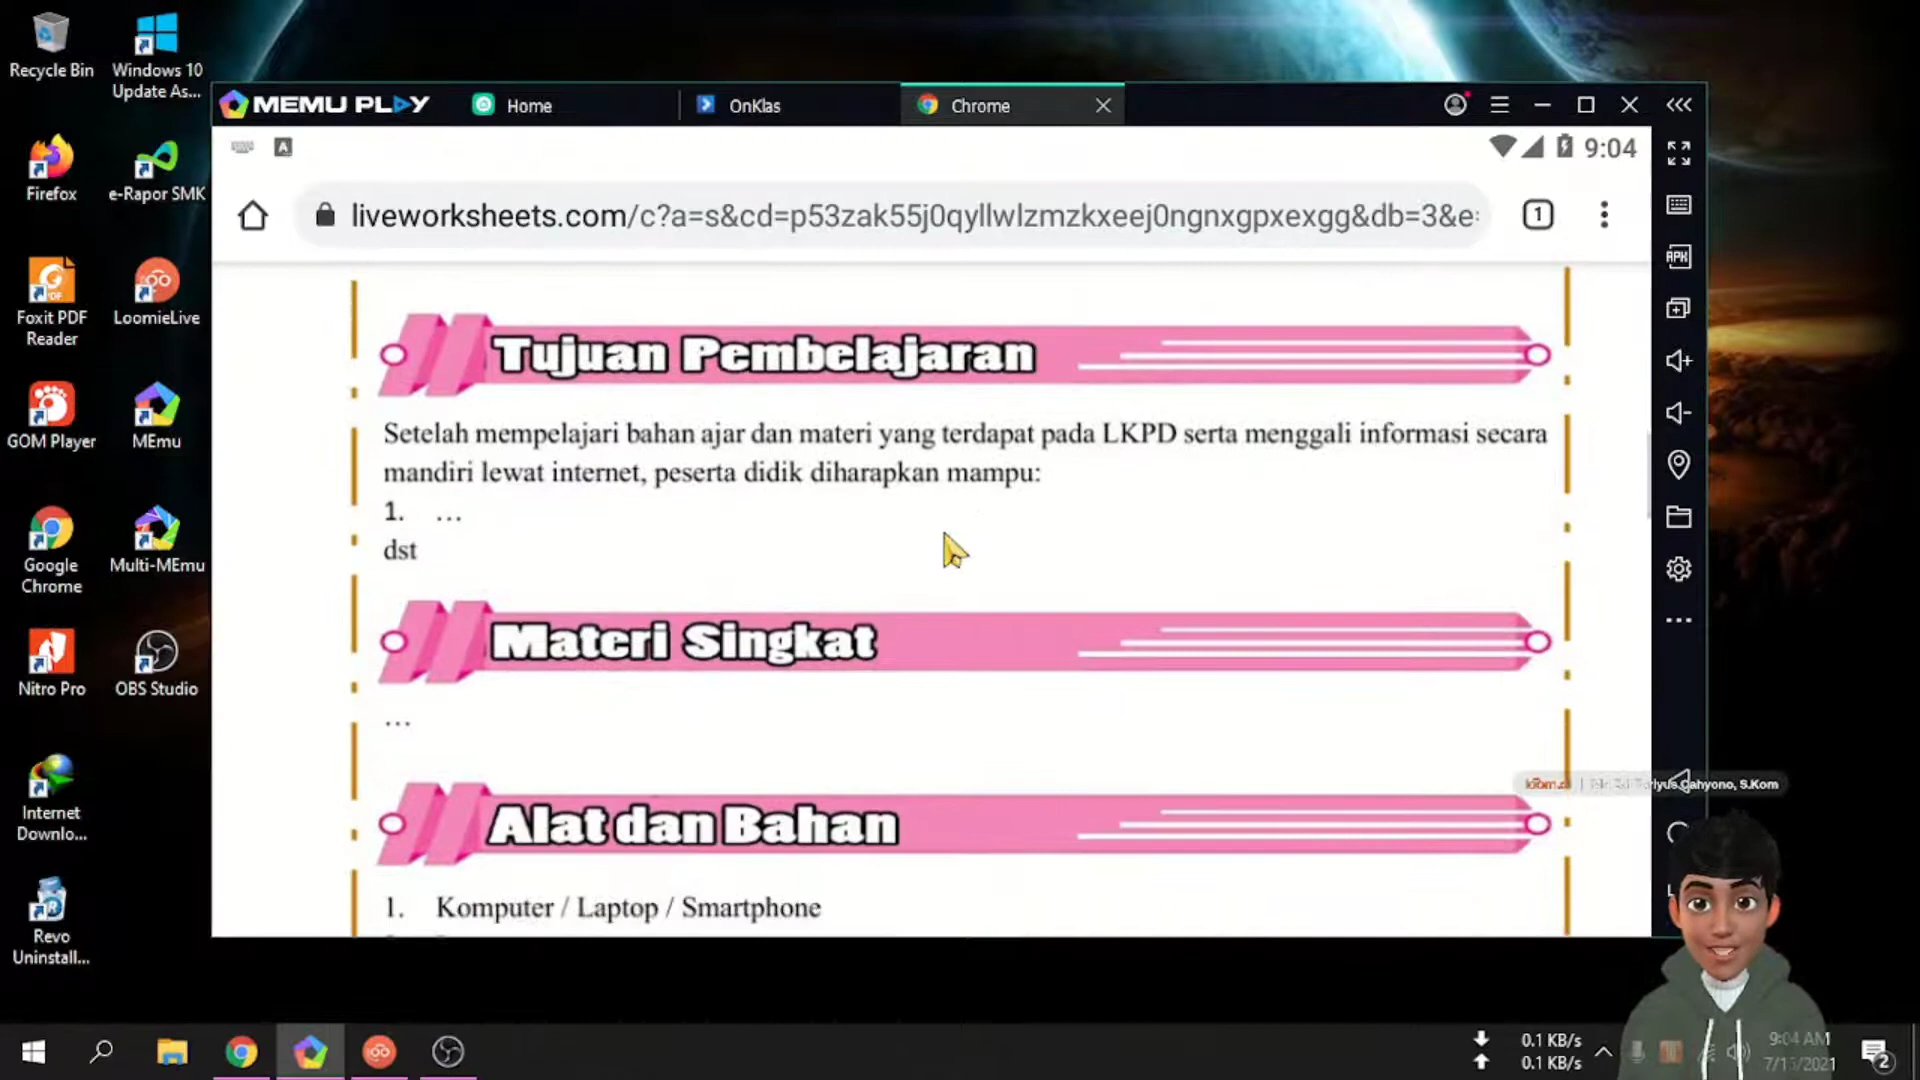 Recycle Bin
Windows 10 Update As...
Firefox
e-Rapor SMK
Foxit PDF Reader
LoomieLive
GOM Player
MEmu
Google Chrome
Multi-MEmu
Nitro Pro
OBS Studio
Internet Downlo...
Revo Uninstall...
MEMU PLAY
Home
OnKlas
Chrome
9:04
liveworksheets.com/c?a=s&cd=p53zak55j0qyllwlzmzkxeej0ngnxgpxexgg&db=3&e
1
APK
Tujuan Pembelajaran
Setelah mempelajari bahan ajar dan materi yang terdapat pada LKPD serta menggali informasi secara
mandiri lewat internet, peserta didik diharapkan mampu:
1. ...
dst
Materi Singkat
...
Alat dan Bahan
1. Komputer / Laptop / Smartphone
Cahyono, S.Kom
0.1 KB/s
0.1 KB/s
9:04 AM
2